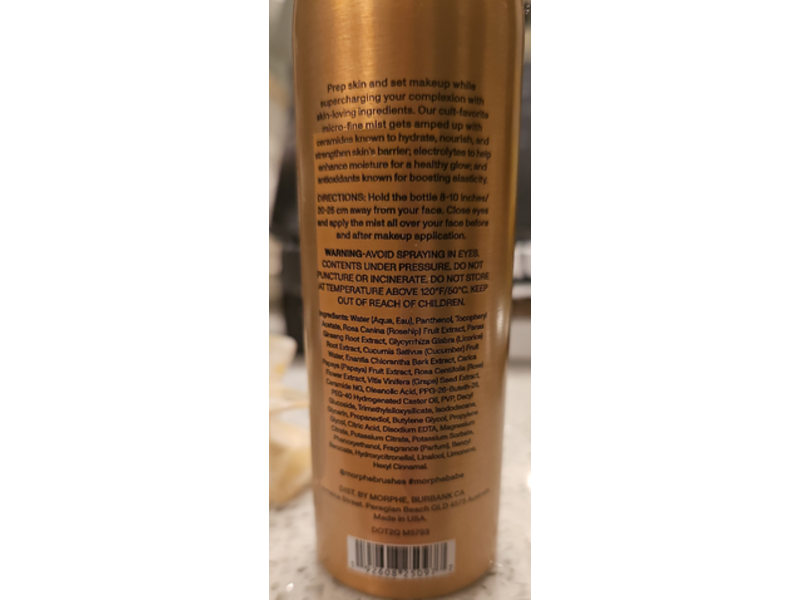 Prep skin and set makeup while
supercharging your complexion with
skin-loving ingredients. Our cult-favorite
micro-fine mist gets amped up with
ceramides known to hydrate, nourish, and
strengthen skin's barrier; electrolytes to help
enhance moisture for a healthy glow; and
antioxidants known for boosting elasticity.
DIRECTIONS: Hold the bottle 8-10 inches/
20-25 cm away from your face. Close eyes
and apply the mist all over your face before
and after makeup application.
WARNING-AVOID SPRAYING IN EYES.
CONTENTS UNDER PRESSURE. DO NOT
PUNCTURE OR INCINERATE. DO NOT STORE
AT TEMPERATURE ABOVE 120°F/50°C. KEEP
OUT OF REACH OF CHILDREN.
Ingredients: Water (Aqua, Eau), Panthenol, Tocopheryl
Acetate, Rosa Canina (Rosehip) Fruit Extract, Panax
Ginseng Root Extract, Glycyrrhiza Glabra (Licorice)
Root Extract, Cucumis Sativus (Cucumber) Fruit
Water, Enantia Chlorantha Bark Extract, Carica
Papaya (Papaya) Fruit Extract, Rosa Centifolia (Rose)
Flower Extract, Vitis Vinifera (Grape) Seed Extract,
Ceramide NG, Oleanolic Acid, PPG-26-Buteth-26,
PEG-40 Hydrogenated Castor Oil, PVP, Decyl
Glucoside, Trimethylsiloxysilicate, Isododecane,
Glycerin, Propanediol, Butylene Glycol, Propylene
Glycol, Citric Acid, Disodium EDTA, Magnesium
Citrate, Potassium Citrate, Potassium Sorbate,
Phenoxyethanol, Fragrance (Parfum), Benzyl
Benzoate, Hydroxycitronellal, Linalool, Limonene,
Hexyl Cinnamal.
@morphebrushes #morphebabe
DIST. BY MORPHE, BURBANK CA
Street, Peregian Beach QLD 4573
Made in USA.